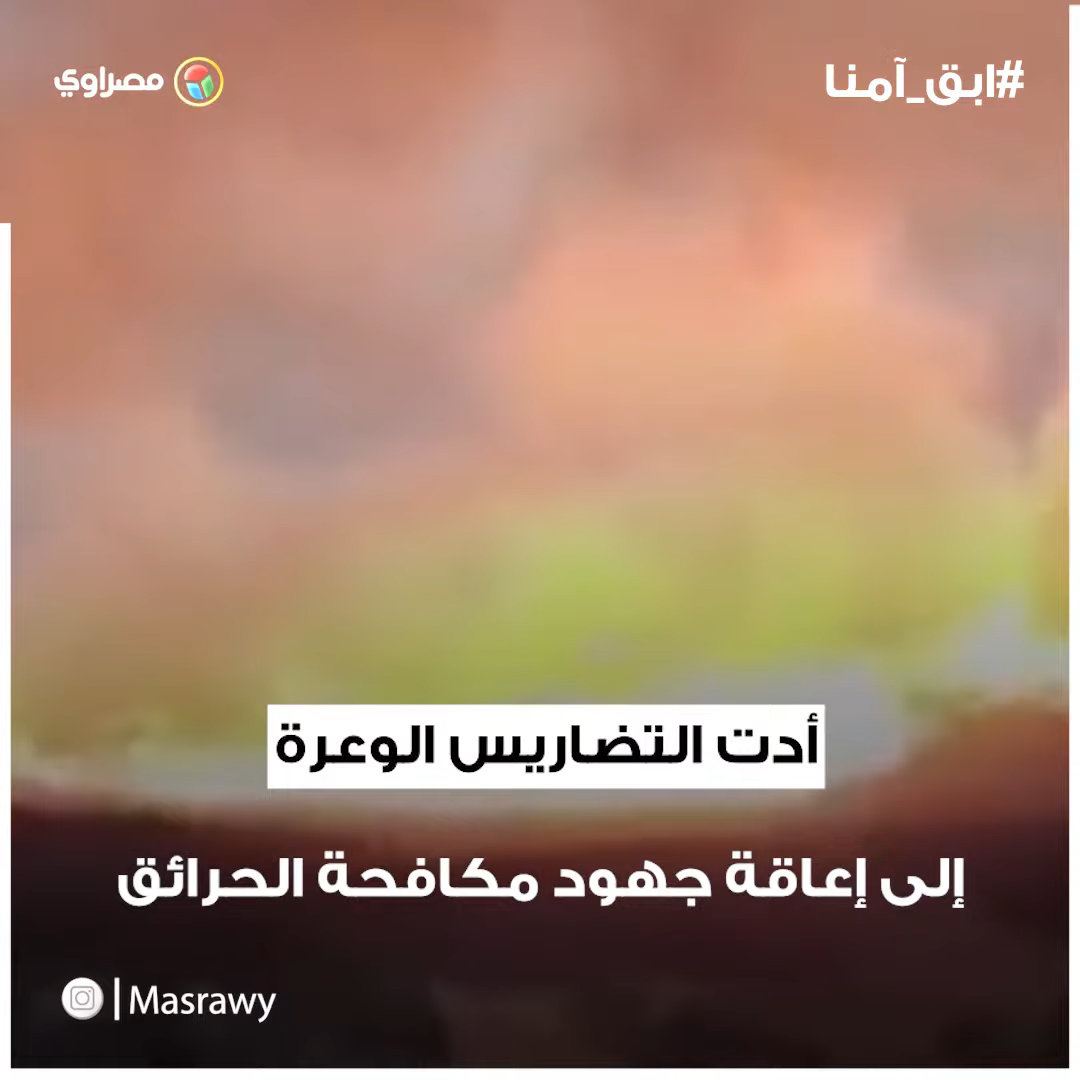 #ابق_آمنا
مصراوي
أدت التضاريس الوعرة
إلى إعاقة جهود مكافحة الحرائق
| Masrawy